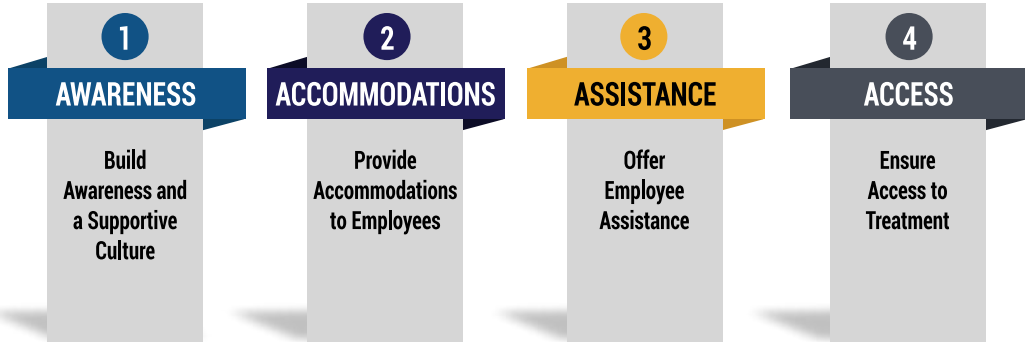 1
AWARENESS
Build
Awareness and
a Supportive
Culture
2
ACCOMMODATIONS
Provide
Accommodations
to Employees
3
ASSISTANCE
Offer
Employee
Assistance
4
ACCESS
Ensure
Access to
Treatment